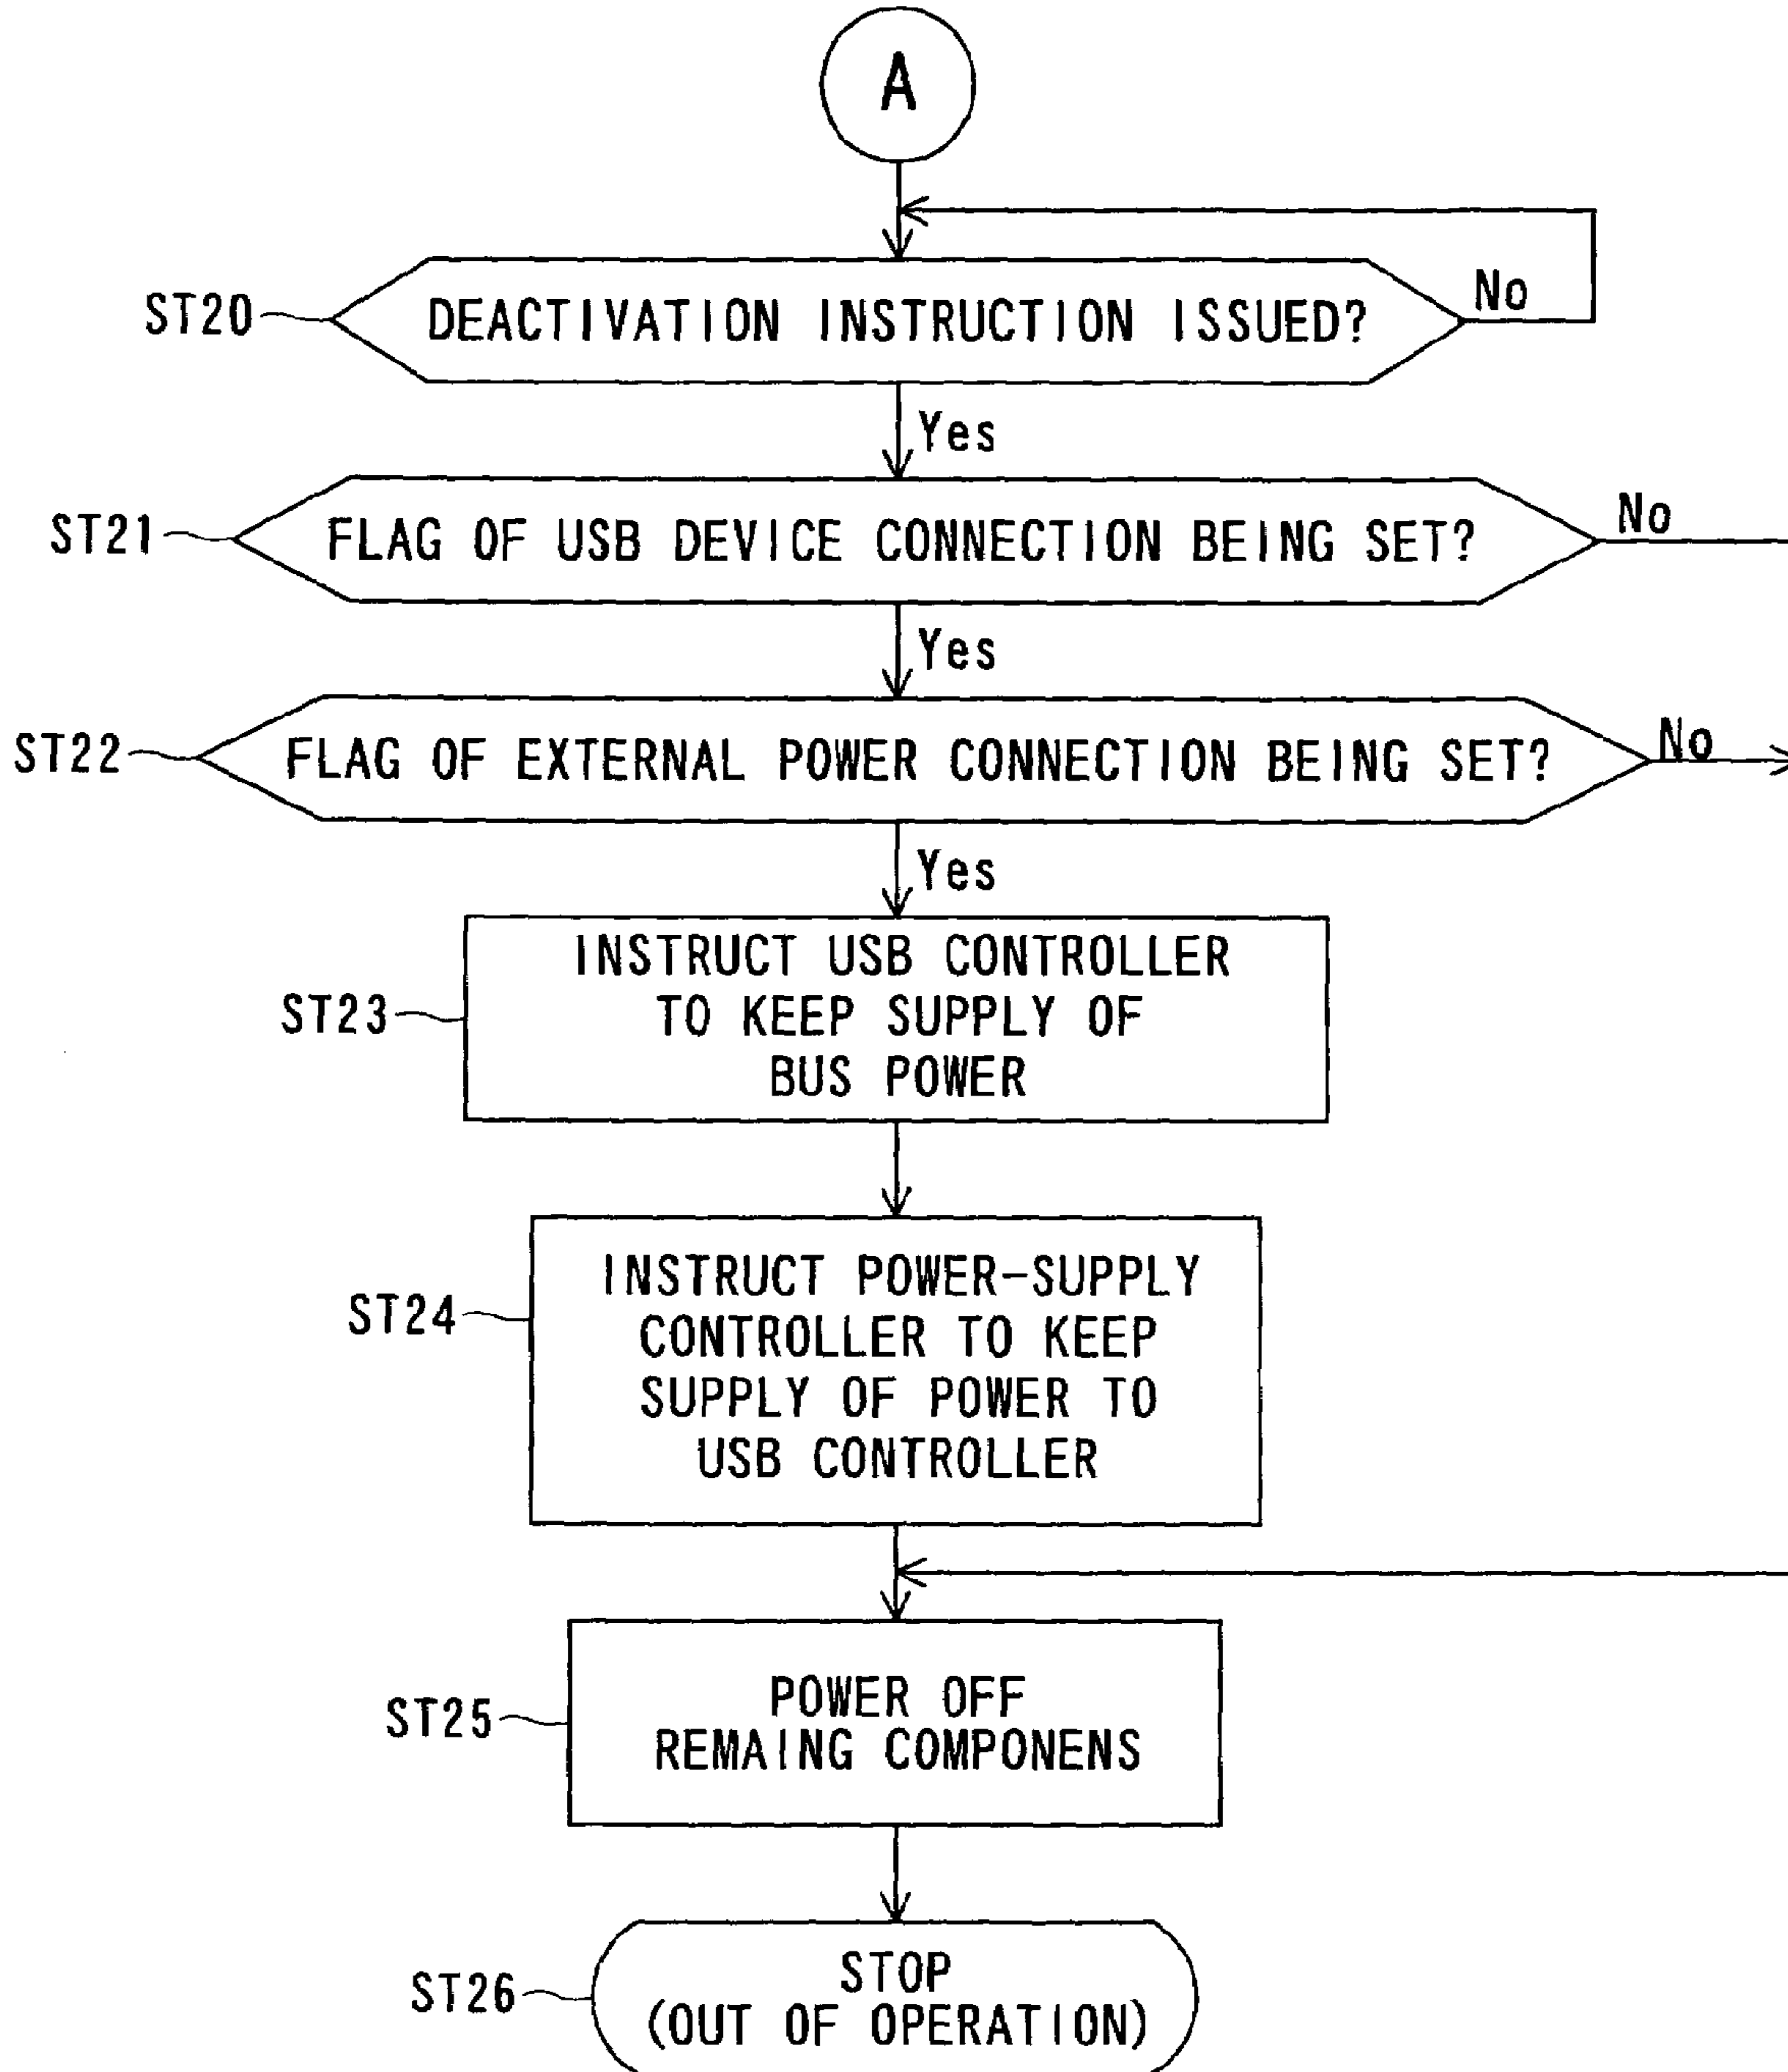 A
ST20
DEACTIVATION INSTRUCTION ISSUED?
No
Yes
ST21
FLAG OF USB DEVICE CONNECTION BEING SET?
No
Yes
ST22
FLAG OF EXTERNAL POWER CONNECTION BEING SET?
No
Yes
ST23
INSTRUCT USB CONTROLLER
TO KEEP SUPPLY OF
BUS POWER
ST24
INSTRUCT POWER-SUPPLY
CONTROLLER TO KEEP
SUPPLY OF POWER TO
USB CONTROLLER
ST25
POWER OFF
REMAING COMPONENS
ST26
STOP
(OUT OF OPERATION)